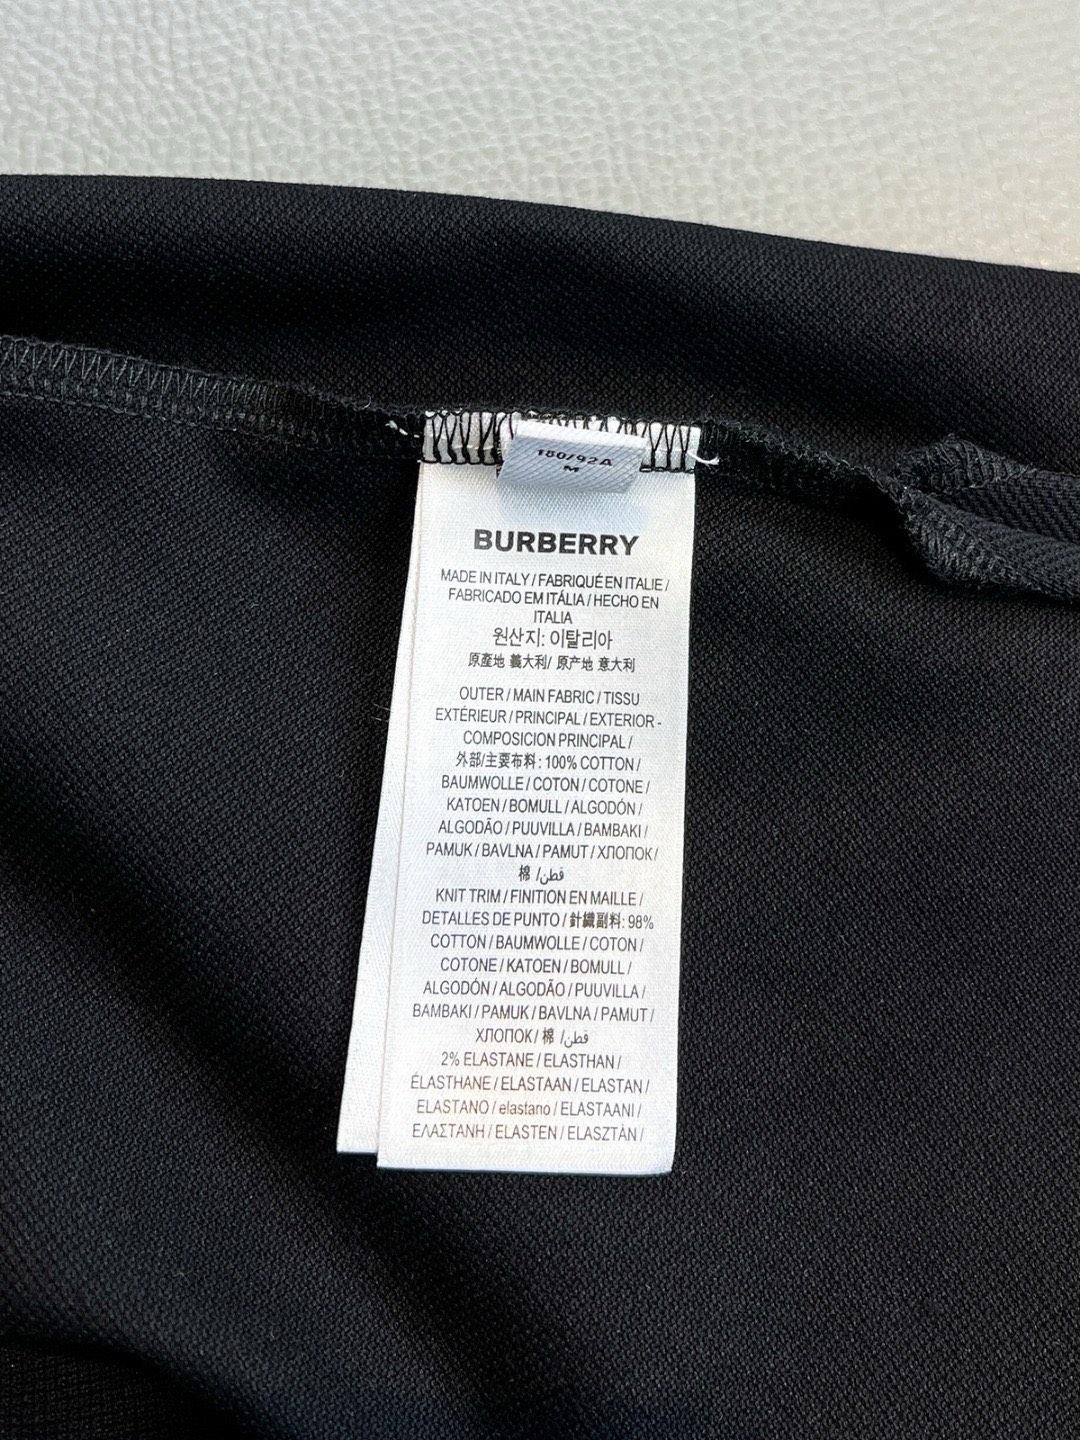 180/92A
M
BURBERRY
MADE IN ITALY / FABRIQUÉ EN ITALIE /
FABRICADO EM ITÁLIA / HECHO EN
ITALIA
원산지: 이탈리아
原產地 義大利/ 原产地 意大利
OUTER / MAIN FABRIC / TISSU
EXTÉRIEUR / PRINCIPAL / EXTERIOR -
COMPOSICION PRINCIPAL /
外部/主要布料: 100% COTTON /
BAUMWOLLE / COTON / COTONE /
KATOEN / BOMULL / ALGODÓN /
ALGODÃO / PUUVILLA / BAMBAKI /
PAMUK / BAVLNA / PAMUT / ХЛОПОК /
棉 / قطن
KNIT TRIM / FINITION EN MAILLE /
DETALLES DE PUNTO / 針織副料: 98%
COTTON / BAUMWOLLE / COTON /
COTONE / KATOEN / BOMULL /
ALGODÓN / ALGODÃO / PUUVILLA /
BAMBAKI / PAMUK / BAVLNA / PAMUT /
ХЛОПОК / 棉 / قطن
2% ELASTANE / ELASTHAN /
ÉLASTHANE / ELASTAAN / ELASTAN /
ELASTANO / elastano / ELASTAANI /
ΕΛΑΣΤΑΝΗ / ELASTEN / ELASZTÀN /